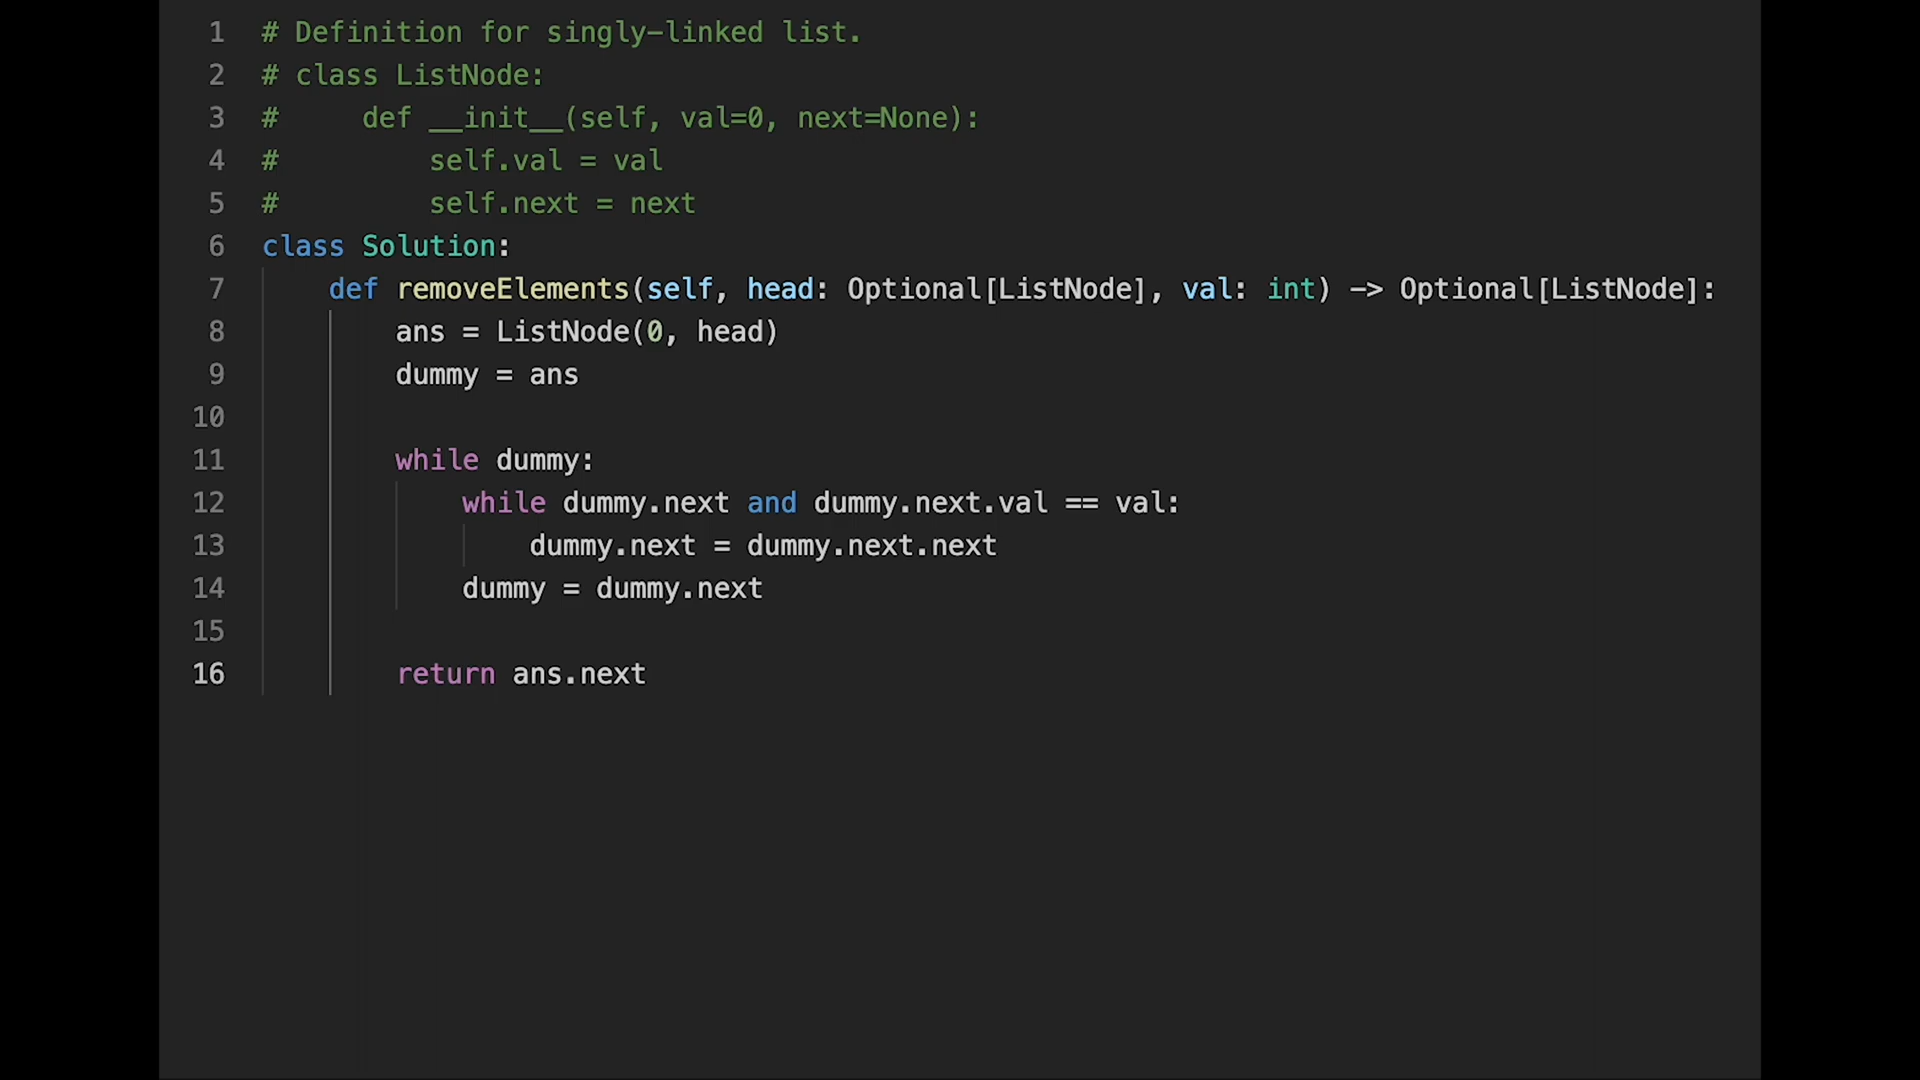 1 # Definition for singly-linked list.
2 # class ListNode:
3 #     def __init__(self, val=0, next=None):
4 #         self.val = val
5 #         self.next = next
6 class Solution:
7     def removeElements(self, head: Optional[ListNode], val: int) -> Optional[ListNode]:
8         ans = ListNode(0, head)
9         dummy = ans
10
11         while dummy:
12             while dummy.next and dummy.next.val == val:
13                 dummy.next = dummy.next.next
14             dummy = dummy.next
15
16         return ans.next